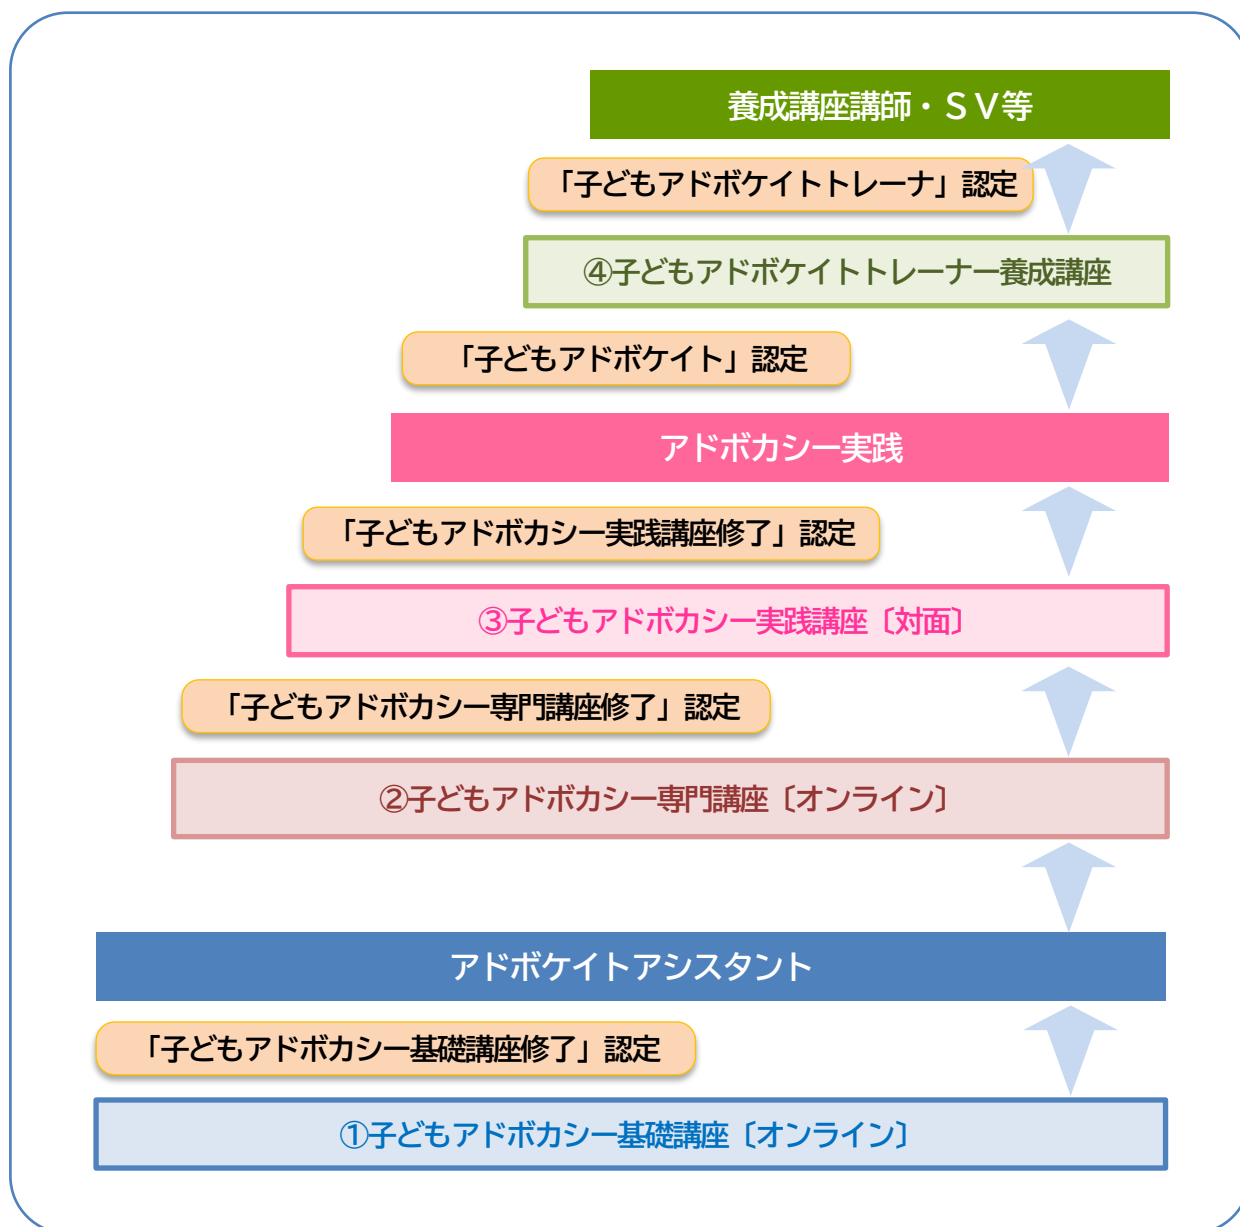 養成講座講師・ＳＶ等
「子どもアドボケイトトレーナ」認定
④子どもアドボケイトトレーナー養成講座
「子どもアドボケイト」認定
アドボカシー実践
「子どもアドボカシー実践講座修了」認定
③子どもアドボカシー実践講座〔対面〕
「子どもアドボカシー専門講座修了」認定
②子どもアドボカシー専門講座〔オンライン〕
アドボケイトアシスタント
「子どもアドボカシー基礎講座修了」認定
①子どもアドボカシー基礎講座〔オンライン〕